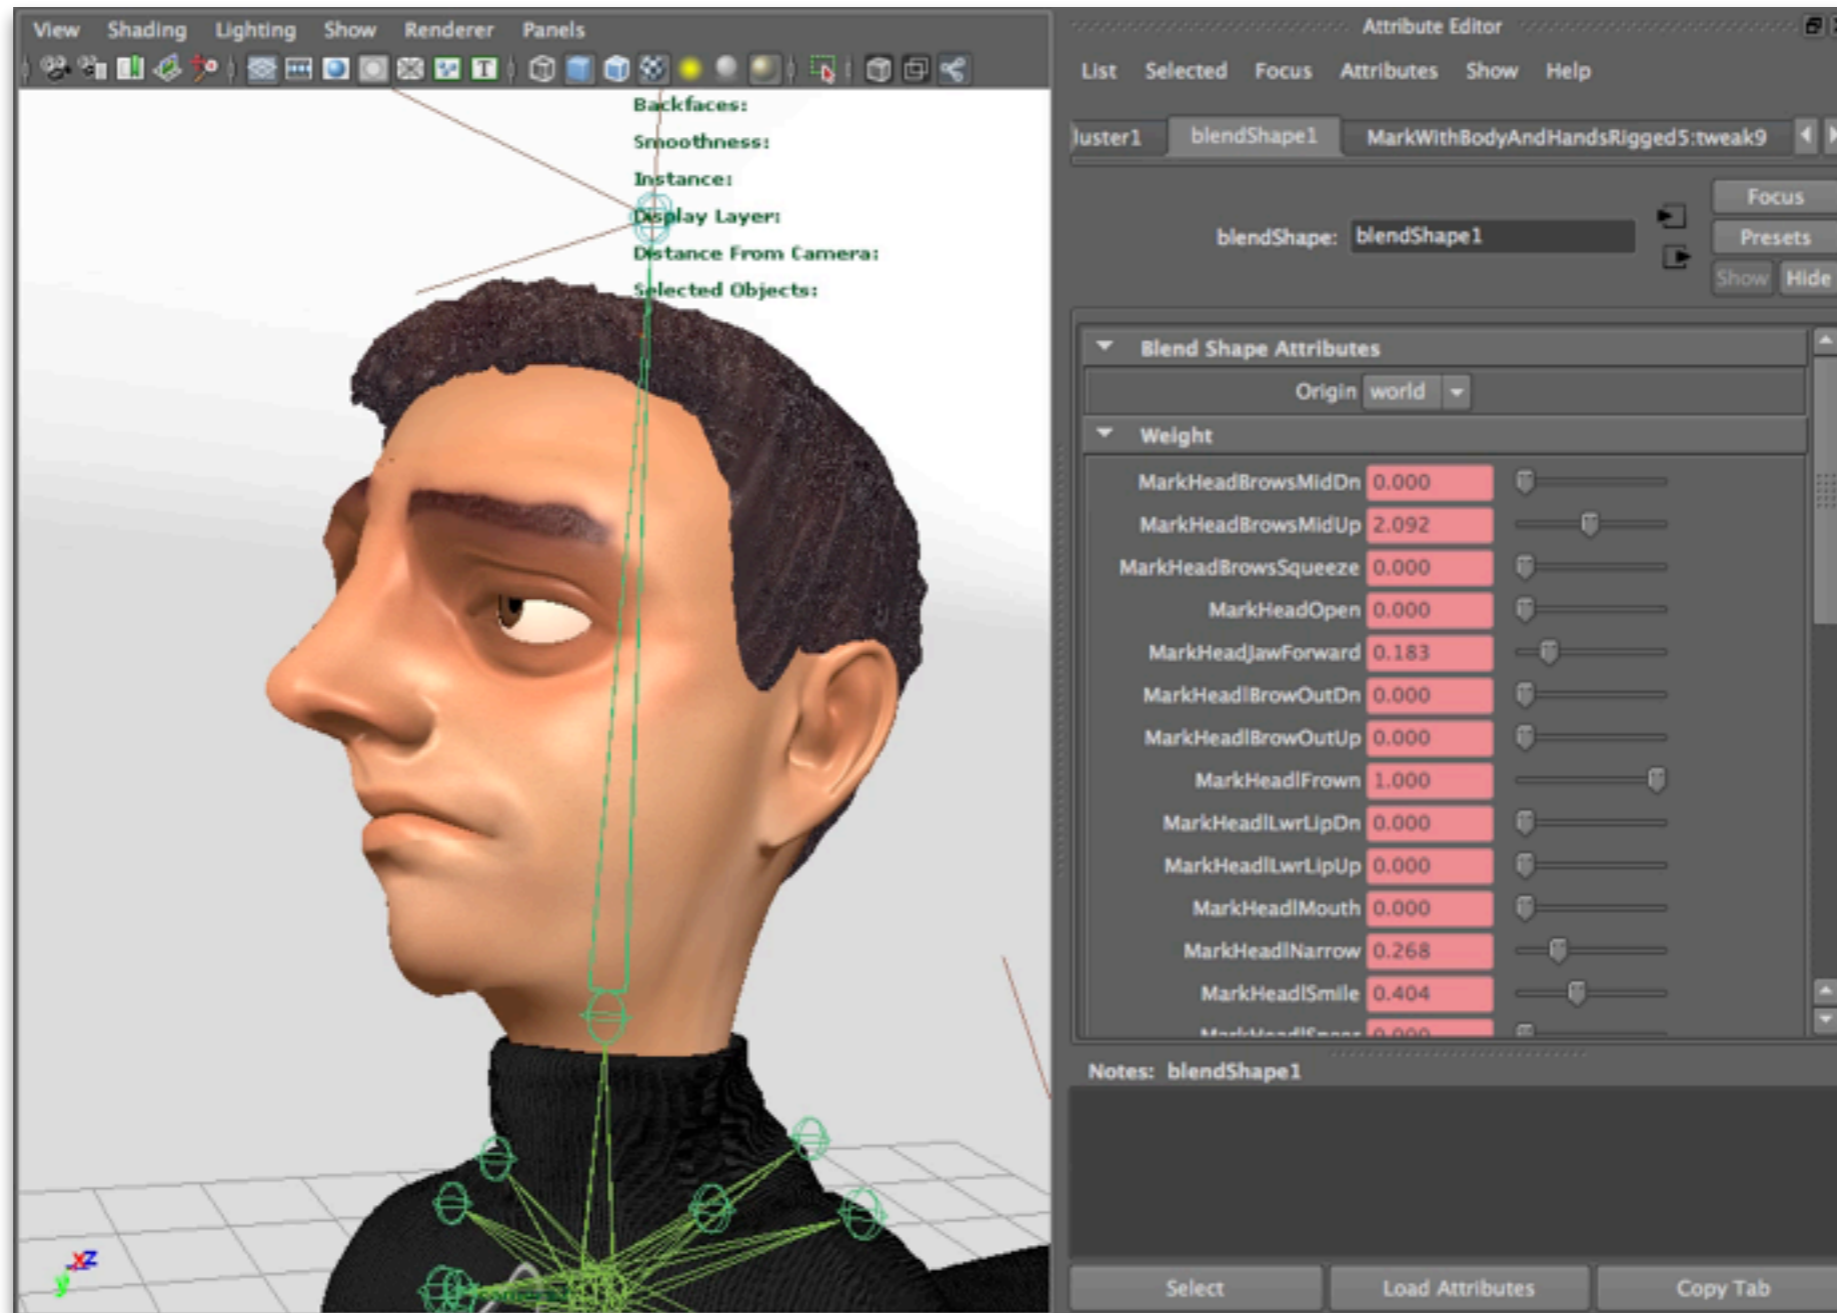 View Shading Lighting Show Renderer Panels
Backfaces:
Smoothness:
Instance:
Display Layer:
Distance From Camera:
Selected Objects:
x z
y
Attribute Editor
List Selected Focus Attributes Show Help
luster1 blendShape1 MarkWithBodyAndHandsRigged5:tweak9
Focus
blendShape: blendShape1
Presets
Show Hide
Blend Shape Attributes
Origin world
Weight
MarkHeadBrowsMidDn 0.000
MarkHeadBrowsMidUp 2.092
MarkHeadBrowsSqueeze 0.000
MarkHeadOpen 0.000
MarkHeadJawForward 0.183
MarkHeadlBrowOutDn 0.000
MarkHeadlBrowOutUp 0.000
MarkHeadlFrown 1.000
MarkHeadlLwrLipDn 0.000
MarkHeadlLwrLipUp 0.000
MarkHeadlMouth 0.000
MarkHeadlNarrow 0.268
MarkHeadlSmile 0.404
Notes: blendShape1
Select Load Attributes Copy Tab